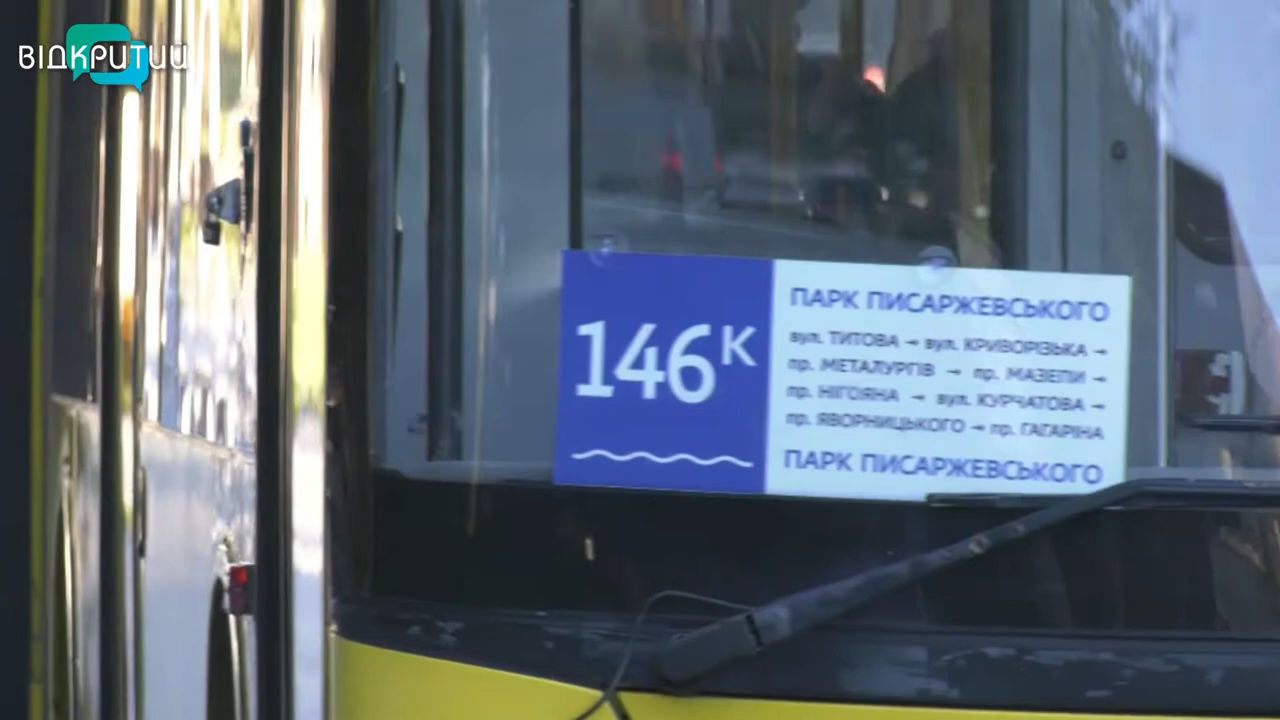 ВІДКРИТИЙ
146К
ПАРК ПИСАРЖЕВСЬКОГО
вул. ТИТОВА → вул. КРИВОРІЗЬКА →
пр. МЕТАЛУРГІВ → пр. МАЗЕПИ →
пр. НІГОЯНА → вул. КУРЧАТОВА →
пр. ЯВОРНИЦЬКОГО → пр. ГАГАРІНА
ПАРК ПИСАРЖЕВСЬКОГО